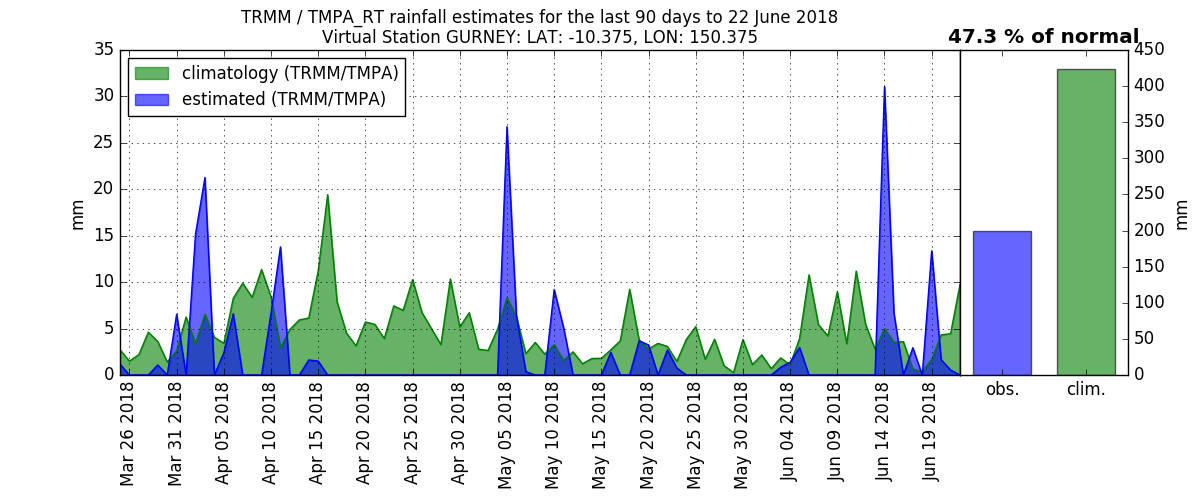 TRMM / TMPA_RT rainfall estimates for the last 90 days to 22 June 2018
Virtual Station GURNEY: LAT: -10.375, LON: 150.375
47.3 % of normal
climatology (TRMM/TMPA)
estimated (TRMM/TMPA)
35
30
25
20
15
10
5
0
mm
Mar 26 2018
Mar 31 2018
Apr 05 2018
Apr 10 2018
Apr 15 2018
Apr 20 2018
Apr 25 2018
Apr 30 2018
May 05 2018
May 10 2018
May 15 2018
May 20 2018
May 25 2018
May 30 2018
Jun 04 2018
Jun 09 2018
Jun 14 2018
Jun 19 2018
obs.
clim.
450
400
350
300
250
200
150
100
50
0
mm